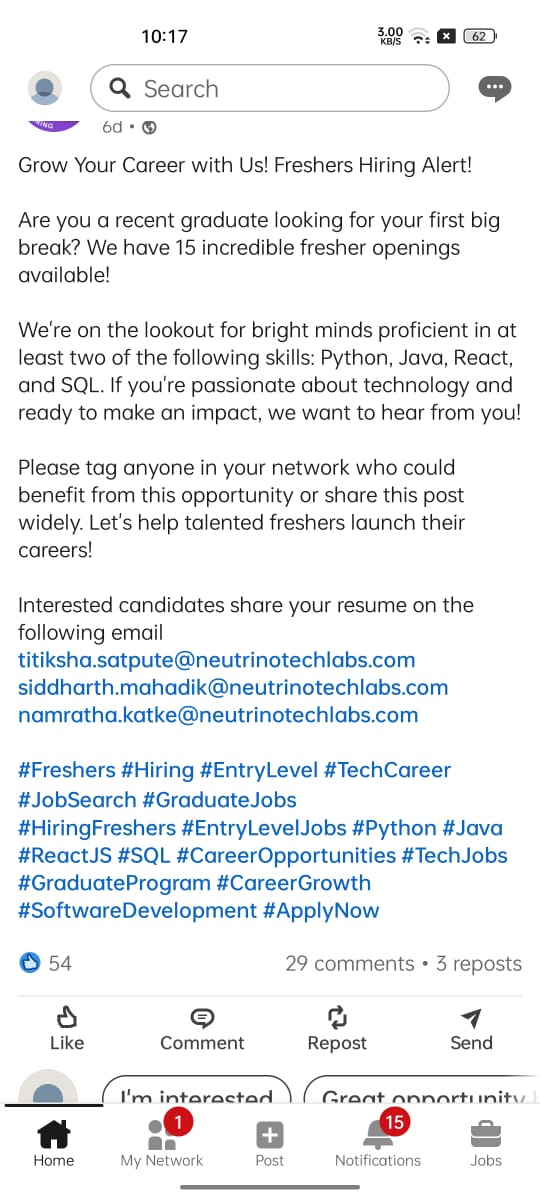 10:17
3.00 KB/S
62
Search
6d •
Grow Your Career with Us! Freshers Hiring Alert!
Are you a recent graduate looking for your first big
break? We have 15 incredible fresher openings
available!
We're on the lookout for bright minds proficient in at
least two of the following skills: Python, Java, React,
and SQL. If you're passionate about technology and
ready to make an impact, we want to hear from you!
Please tag anyone in your network who could
benefit from this opportunity or share this post
widely. Let's help talented freshers launch their
careers!
Interested candidates share your resume on the
following email
titiksha.satpute@neutrinotechlabs.com
siddharth.mahadik@neutrinotechlabs.com
namratha.katke@neutrinotechlabs.com
#Freshers #Hiring #EntryLevel #TechCareer
#JobSearch #GraduateJobs
#HiringFreshers #EntryLevelJobs #Python #Java
#ReactJS #SQL #CareerOpportunities #TechJobs
#GraduateProgram #CareerGrowth
#SoftwareDevelopment #ApplyNow
54
29 comments • 3 reposts
Like Comment Repost Send
I'm interested Great opportunity
1 15
Home My Network Post Notifications Jobs